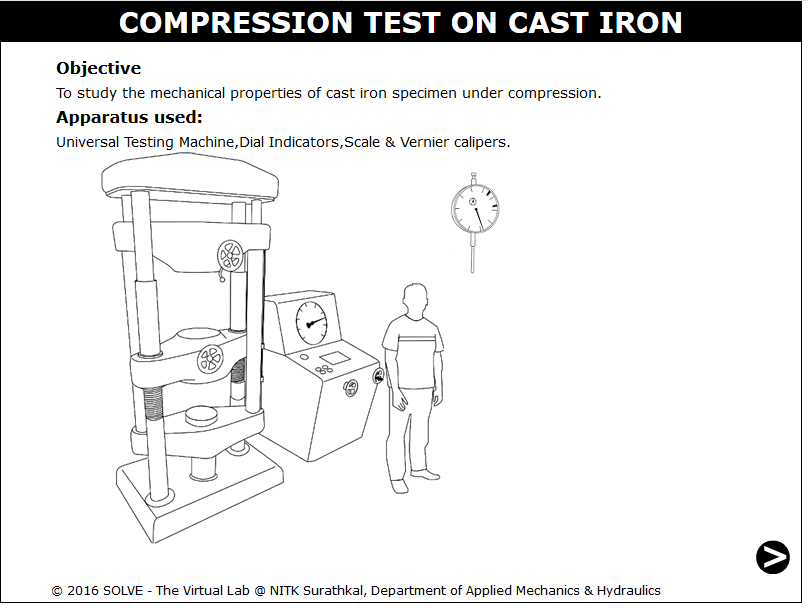 COMPRESSION TEST ON CAST IRON
Objective
To study the mechanical properties of cast iron specimen under compression.
Apparatus used:
Universal Testing Machine,Dial Indicators,Scale & Vernier calipers.
© 2016 SOLVE - The Virtual Lab @ NITK Surathkal, Department of Applied Mechanics & Hydraulics